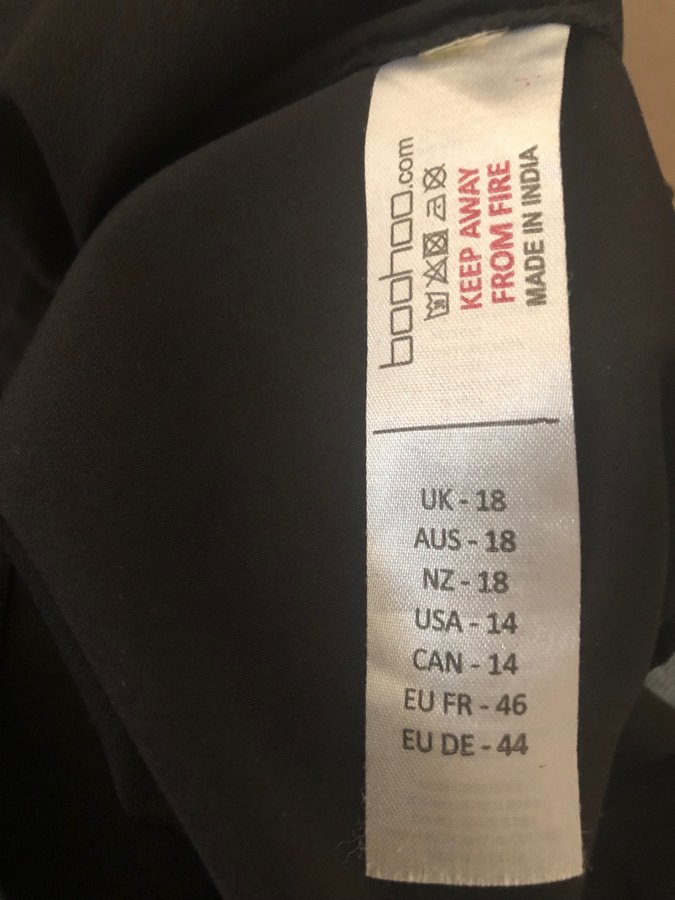 boohoo.com
KEEP AWAY
FROM FIRE
MADE IN INDIA
UK - 18
AUS - 18
NZ - 18
USA - 14
CAN - 14
EU FR - 46
EU DE - 44